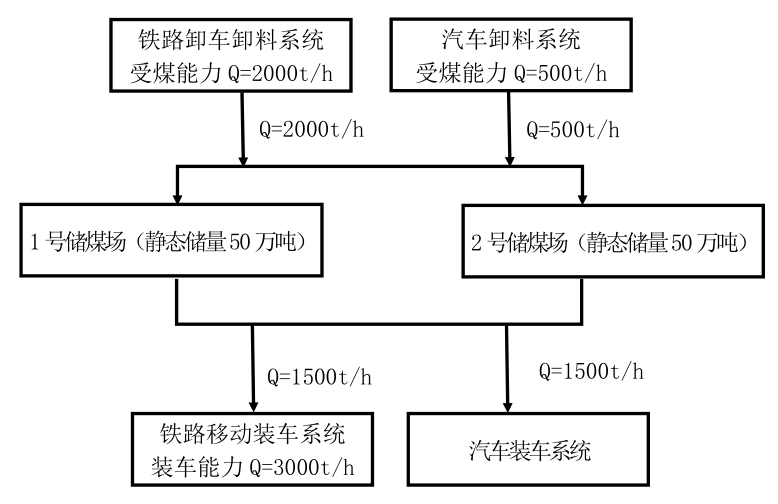 铁路卸车卸料系统
受煤能力 Q=2000t/h
汽车卸料系统
受煤能力 Q=500t/h
Q=2000t/h
Q=500t/h
1 号储煤场（静态储量 50 万吨）
2 号储煤场（静态储量 50 万吨）
Q=1500t/h
Q=1500t/h
铁路移动装车系统
装车能力 Q=3000t/h
汽车装车系统